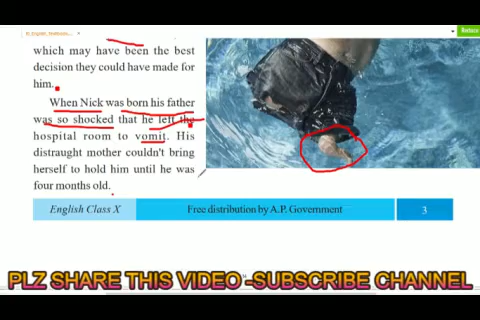 which may have been the best
decision they could have made for
him.
When Nick was born his father
was so shocked that he left the
hospital room to vomit. His
distraught mother couldn't bring
herself to hold him until he was
four months old.
English Class X
Free distribution by A.P. Government
3
PLZ SHARE THIS VIDEO -SUBSCRIBE CHANNEL